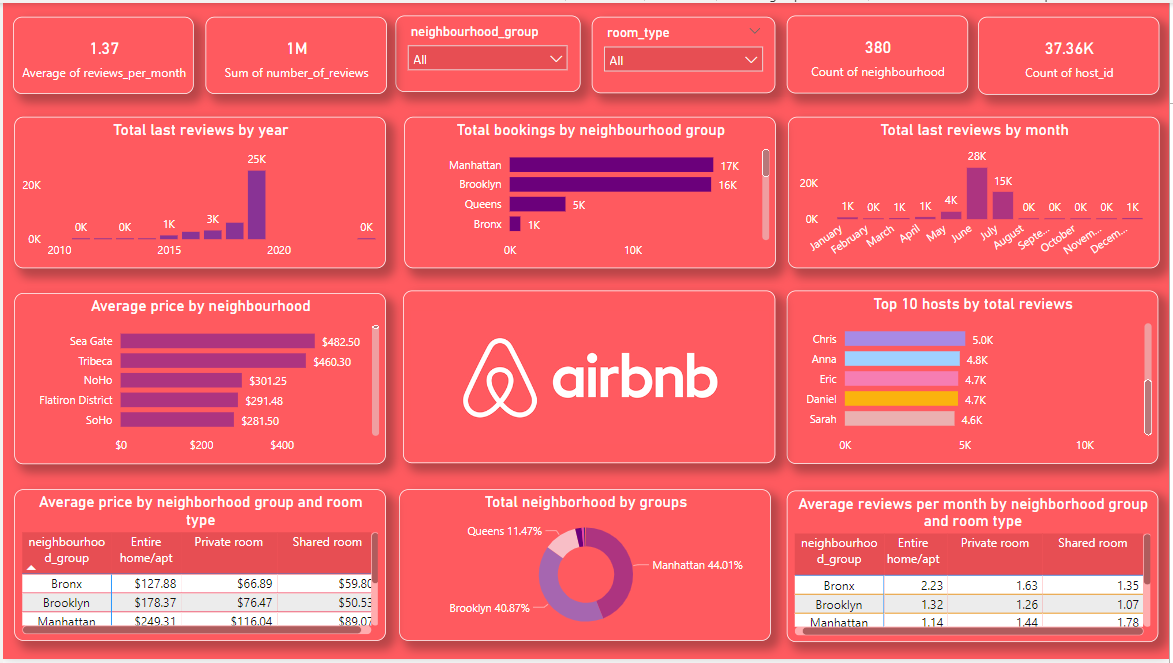 1.37
Average of reviews_per_month
1M
Sum of number_of_reviews
neighbourhood_group
All
room_type
All
380
Count of neighbourhood
37.36K
Count of host_id
Total last reviews by year
20K
0K
0K
0K
1K
3K
25K
0K
2010
2015
2020
Total bookings by neighbourhood group
Manhattan
17K
Brooklyn
16K
Queens
5K
Bronx
1K
0K
10K
Total last reviews by month
20K
0K
1K
0K
1K
1K
4K
28K
15K
0K
0K
0K
0K
1K
January
February
March
April
May
June
July
August
Septe...
October
Novem...
Decem...
Average price by neighbourhood
Sea Gate
$482.50
Tribeca
$460.30
NoHo
$301.25
Flatiron District
$291.48
SoHo
$281.50
$0
$200
$400
airbnb
Top 10 hosts by total reviews
Chris
5.0K
Anna
4.8K
Eric
4.7K
Daniel
4.7K
Sarah
4.6K
0K
5K
10K
Average price by neighborhood group and room
type
neighbourhoo
d_group
Entire
home/apt
Private room
Shared room
Bronx
$127.88
$66.89
$59.80
Brooklyn
$178.37
$76.47
$50.53
Manhattan
$249.31
$116.04
$89.07
Total neighborhood by groups
Queens 11.47%
Manhattan 44.01%
Brooklyn 40.87%
Average reviews per month by neighborhood group
and room type
neighbourhoo
d_group
Entire
home/apt
Private room
Shared room
Bronx
2.23
1.63
1.35
Brooklyn
1.32
1.26
1.07
Manhattan
1.14
1.44
1.78